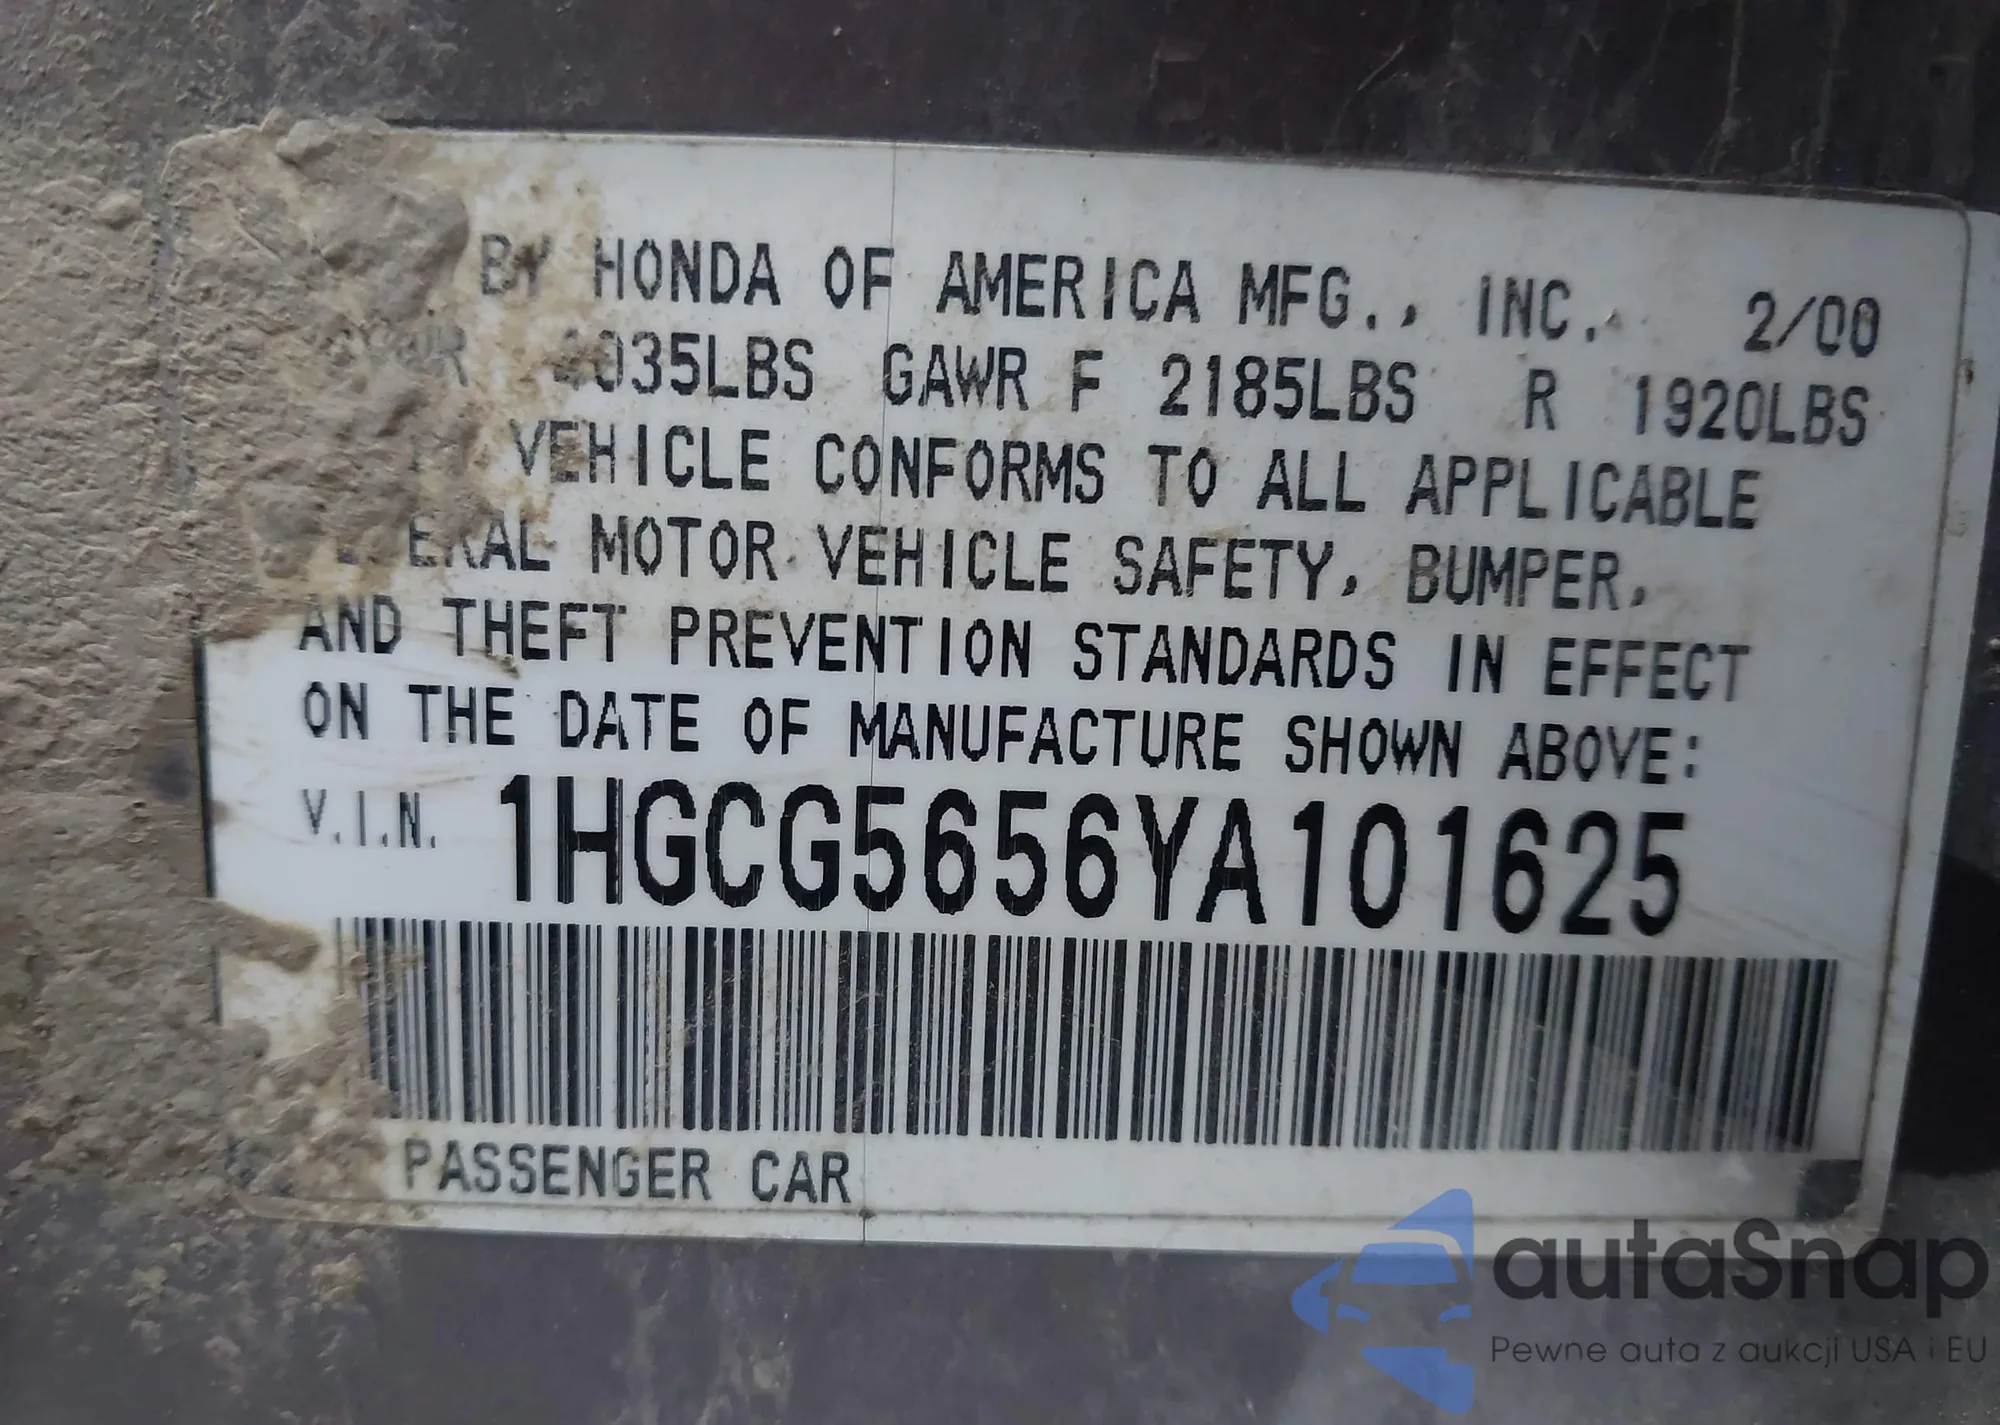 BY HONDA OF AMERICA MFG., INC. 2/00
GAWR F 2185LBS R 1920LBS
VEHICLE CONFORMS TO ALL APPLICABLE
MOTOR VEHICLE SAFETY, BUMPER,
AND THEFT PREVENTION STANDARDS IN EFFECT
ON THE DATE OF MANUFACTURE SHOWN ABOVE:
V.I.N. 1HGCG5656YA101625
PASSENGER CAR
autaSnap
Pewne auta z aukcji USA i EU